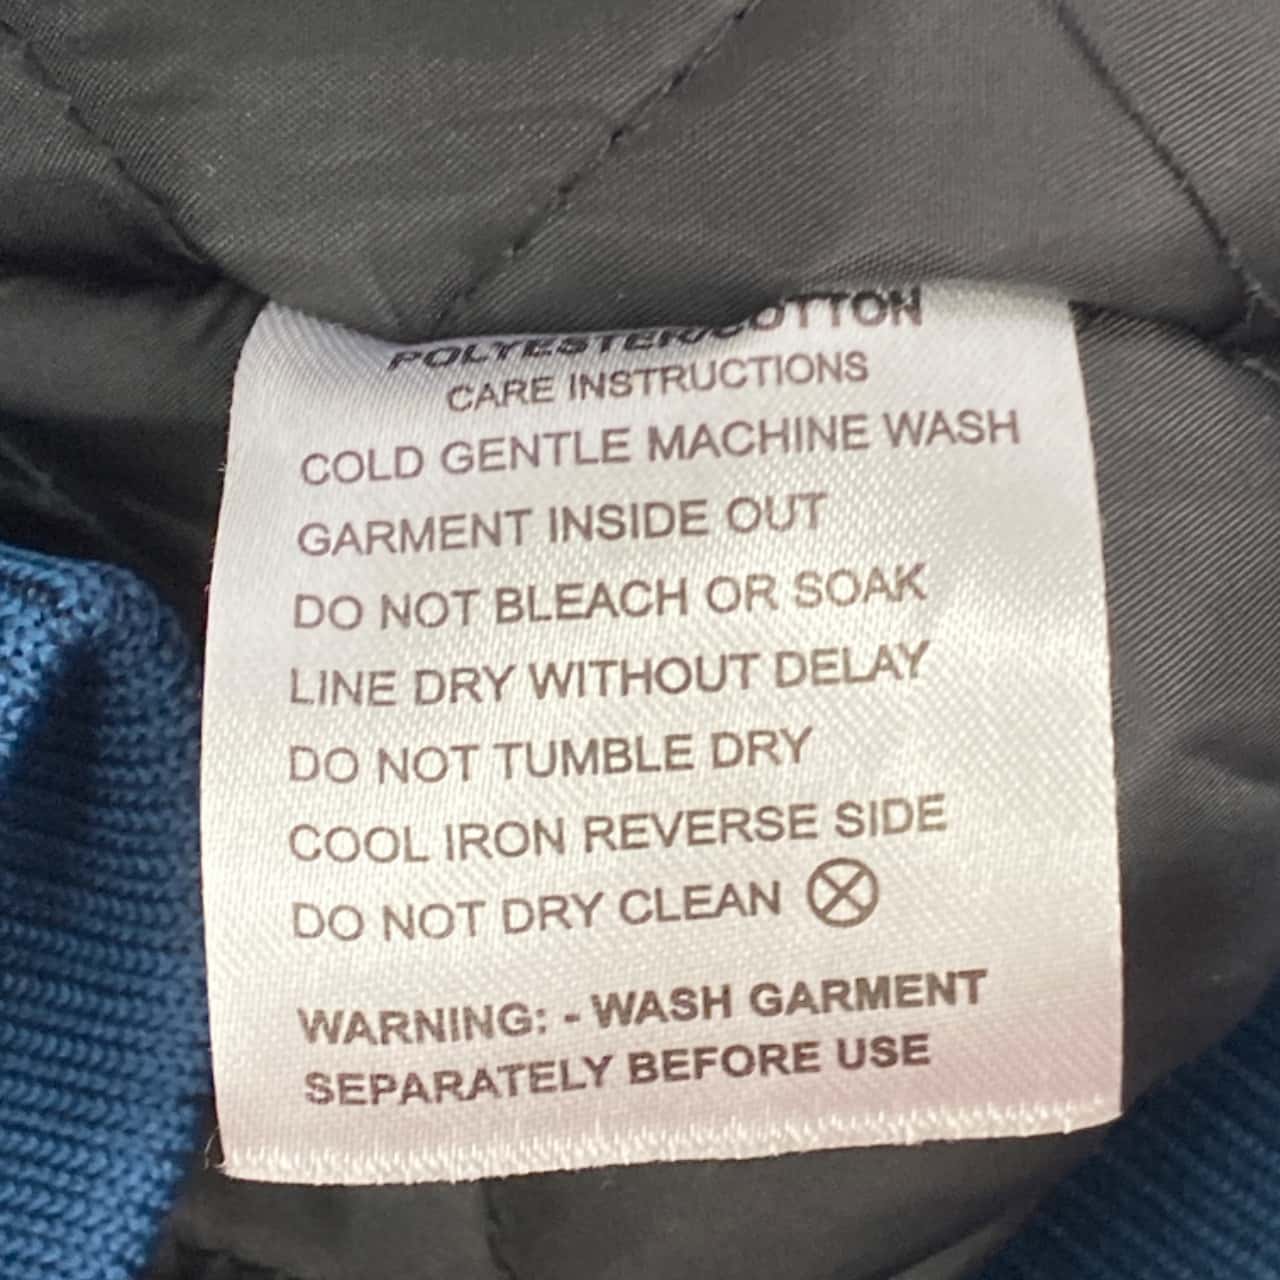 POLYESTER/COTTON
CARE INSTRUCTIONS
COLD GENTLE MACHINE WASH
GARMENT INSIDE OUT
DO NOT BLEACH OR SOAK
LINE DRY WITHOUT DELAY
DO NOT TUMBLE DRY
COOL IRON REVERSE SIDE
DO NOT DRY CLEAN
WARNING: - WASH GARMENT
SEPARATELY BEFORE USE